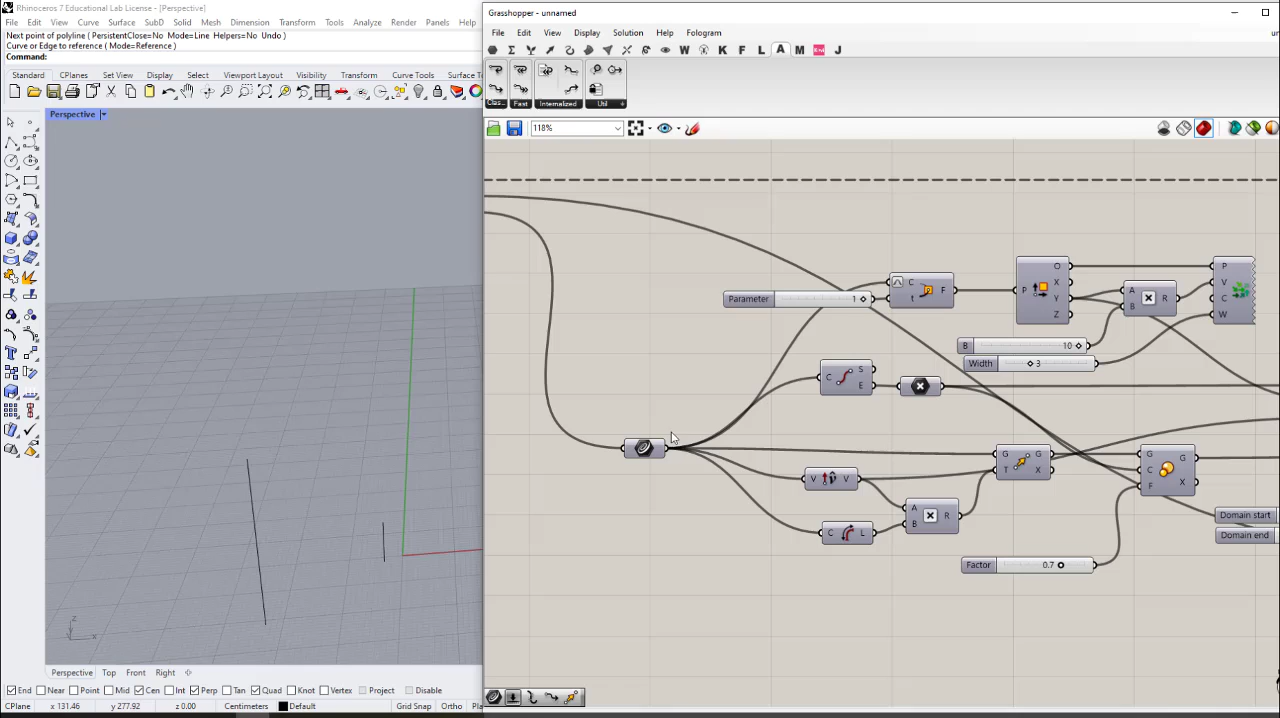 Rhinoceros 7 Educational Lab License - [Perspective]
File Edit View Curve Surface SubD Solid Mesh Dimension Transform Tools Analyze Render Panels Help
Next point of polyline ( PersistentClose=No Mode=Line Helpers=No Undo )
Curve or Edge to reference ( Mode=Reference )
Command:
Standard CPlanes Set View Display Select Viewport Layout Visibility Transform Curve Tools Surface T
Perspective
z
x
Perspective Top Front Right
End Near Point Mid Cen Int Perp Tan Quad Knot Vertex Project Disable
CPlane x 131.46 y 277.92 z 0.00 Centimeters Default Grid Snap Ortho Pla
Grasshopper - unnamed
File Edit View Display Solution Help Fologram
un
W K F L A M J
Clas... Fast Internalized Util
118%
Parameter 1
C t F
P O X Y Z
A B R
P V C W
B 10
Width 3
C S E
G T G X
V V
A B R
C L
G C F G X
Domain start
Domain end
Factor 0.7